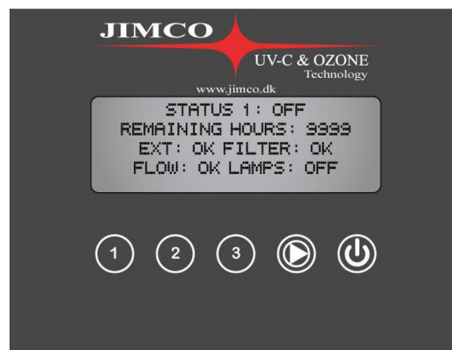 JIMCO
UV-C & OZONE
Technology
www.jimco.dk
STATUS 1: OFF
REMAINING HOURS: 9999
EXT: OK FILTER: OK
FLOW: OK LAMPS: OFF
1 2 3